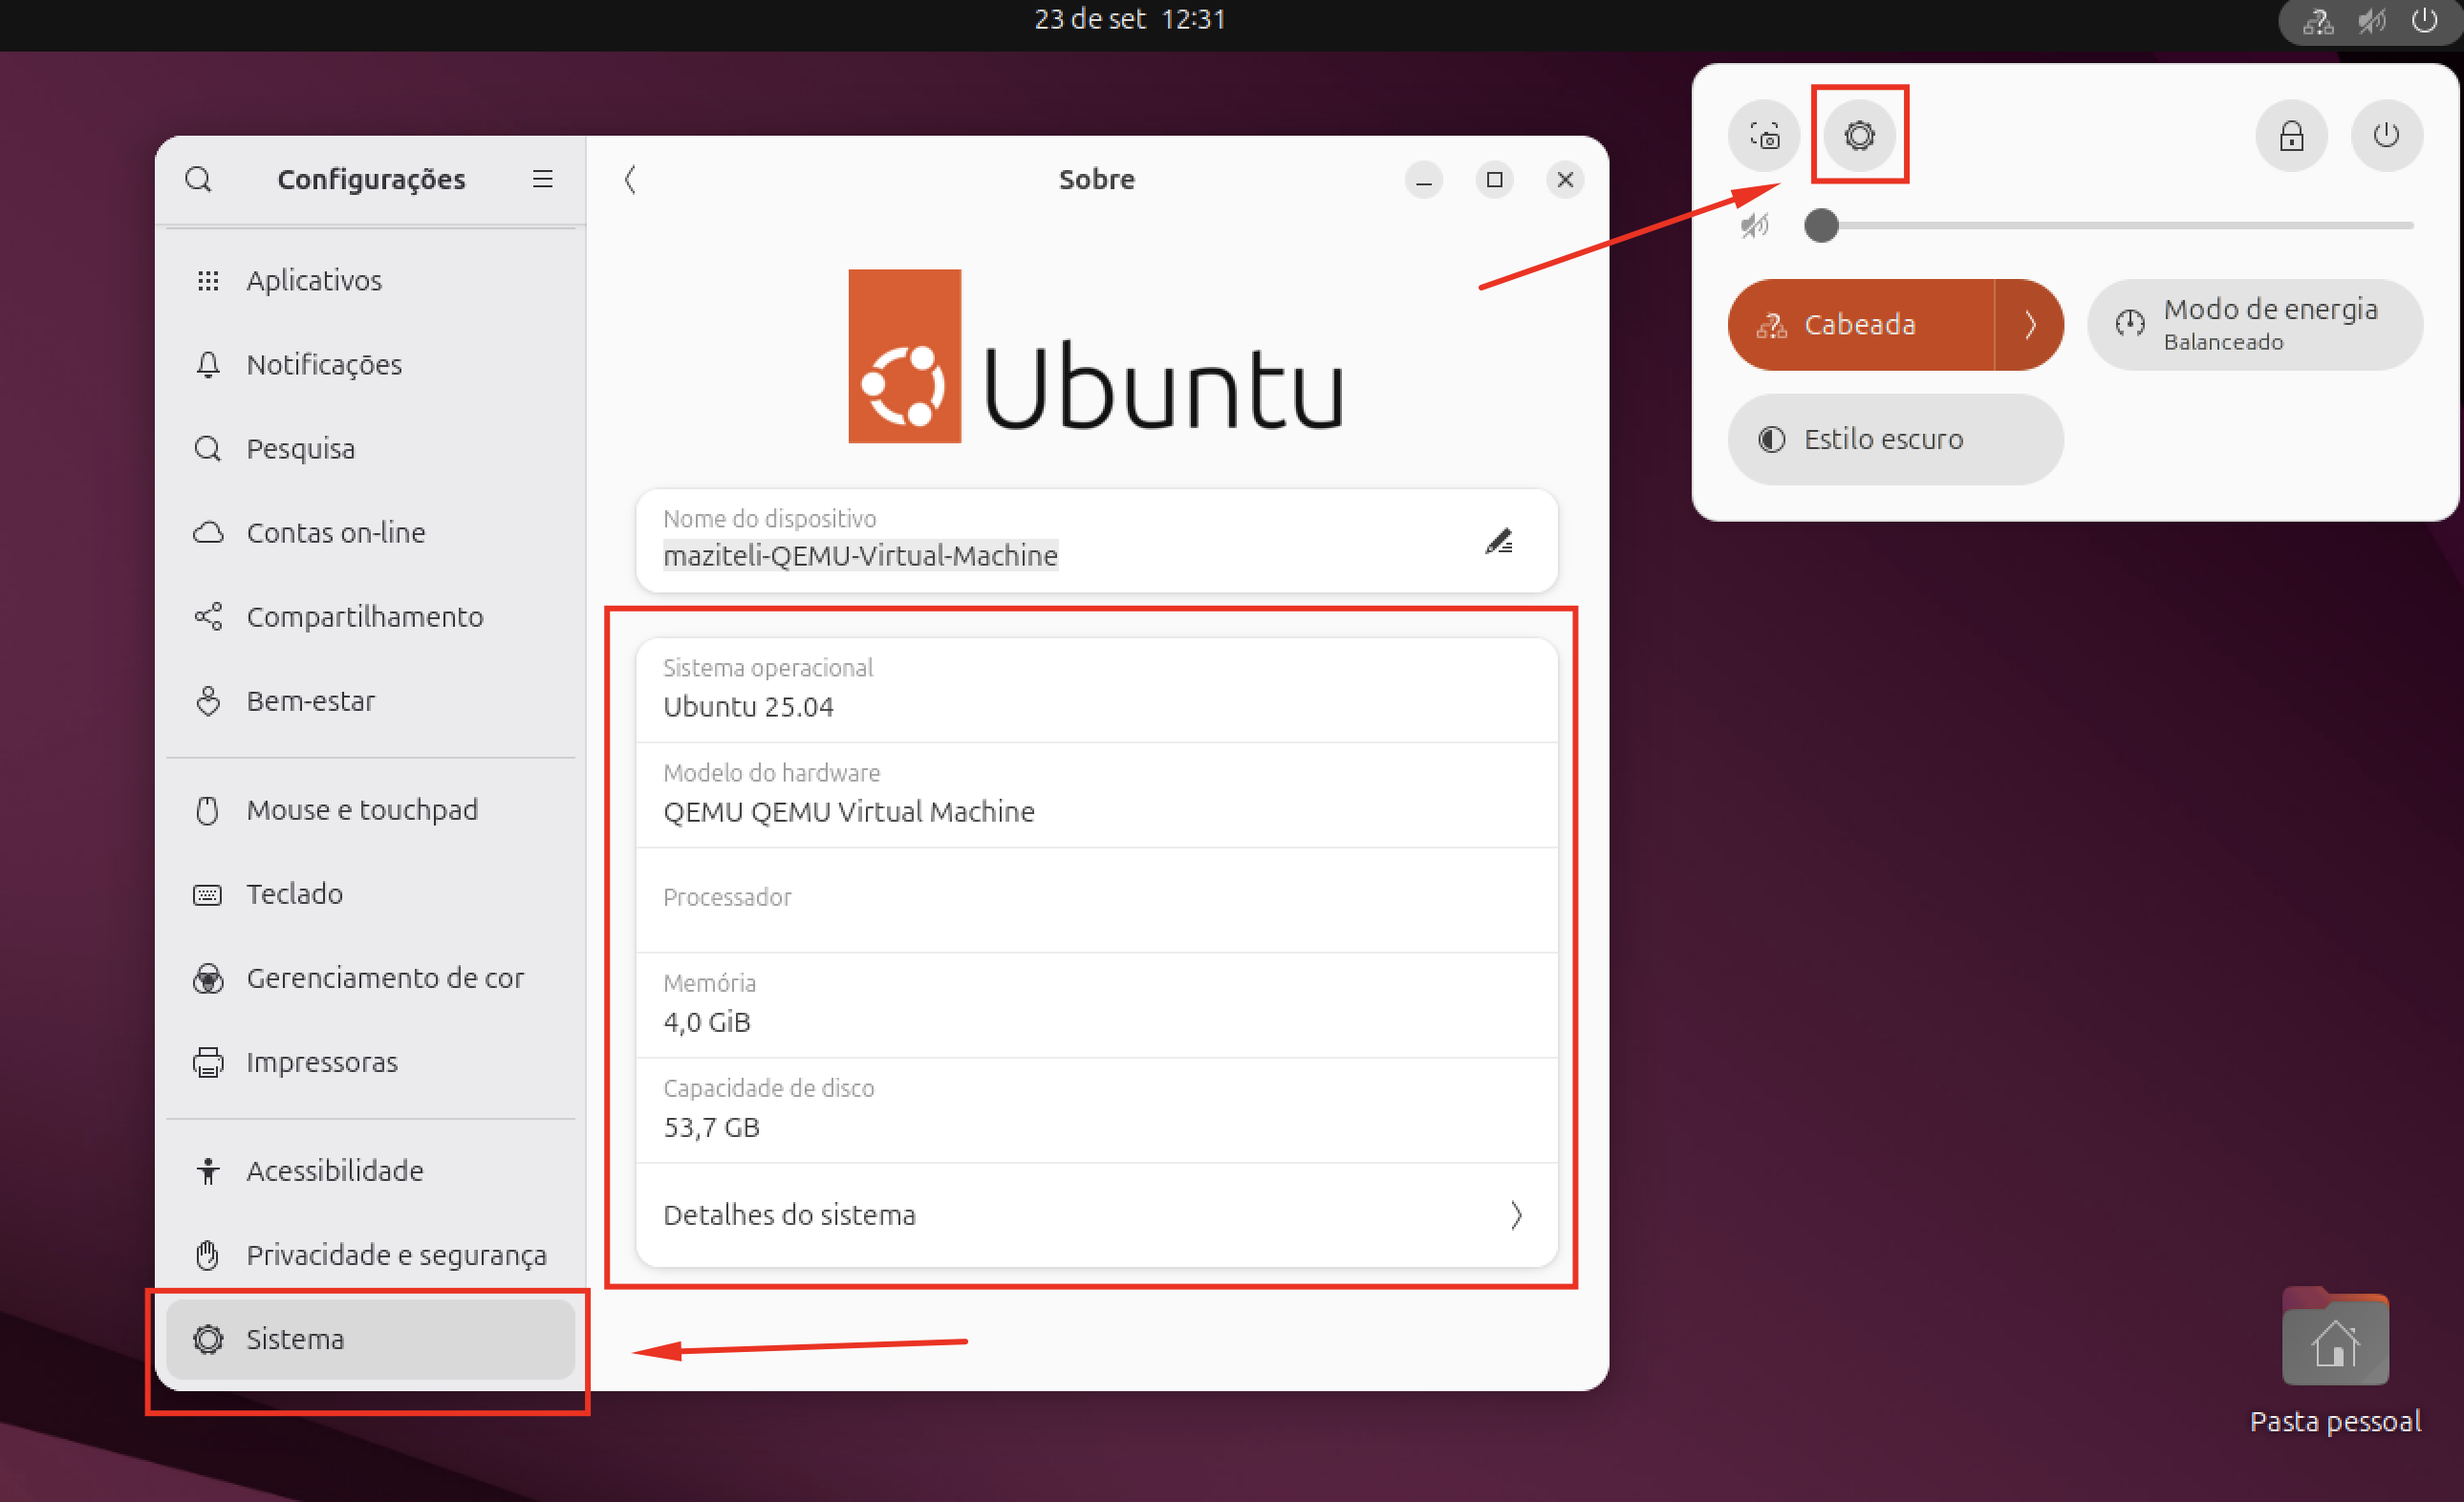 23 de set 12:31
Configurações
Sobre
Aplicativos
Notificações
Pesquisa
Contas on-line
Compartilhamento
Bem-estar
Mouse e touchpad
Teclado
Gerenciamento de cor
Impressoras
Acessibilidade
Privacidade e segurança
Sistema
Ubuntu
Nome do dispositivo
maziteli-QEMU-Virtual-Machine
Sistema operacional
Ubuntu 25.04
Modelo do hardware
QEMU QEMU Virtual Machine
Processador
Memória
4,0 GiB
Capacidade de disco
53,7 GB
Detalhes do sistema
Cabeada
Modo de energia
Balanceado
Estilo escuro
Pasta pessoal